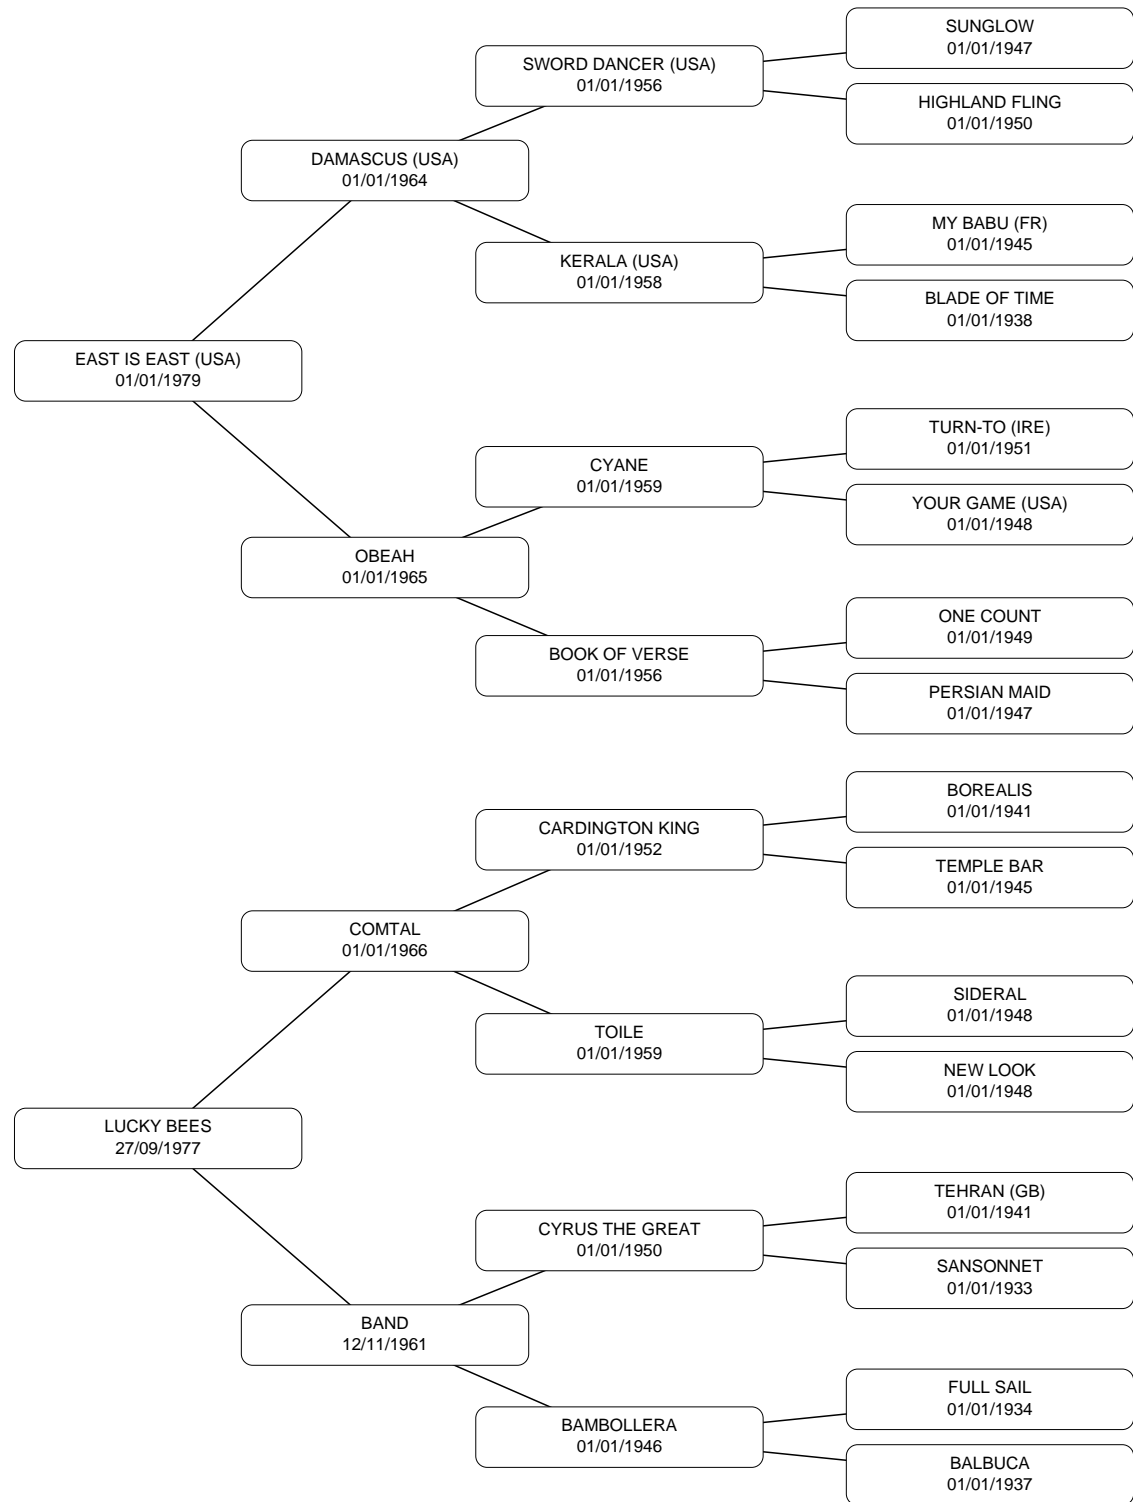 SUNGLOW
01/01/1947
SWORD DANCER (USA)
01/01/1956
HIGHLAND FLING
01/01/1950
DAMASCUS (USA)
01/01/1964
MY BABU (FR)
01/01/1945
KERALA (USA)
01/01/1958
BLADE OF TIME
01/01/1938
EAST IS EAST (USA)
01/01/1979
TURN-TO (IRE)
01/01/1951
CYANE
01/01/1959
YOUR GAME (USA)
01/01/1948
OBEAH
01/01/1965
ONE COUNT
01/01/1949
BOOK OF VERSE
01/01/1956
PERSIAN MAID
01/01/1947
BOREALIS
01/01/1941
CARDINGTON KING
01/01/1952
TEMPLE BAR
01/01/1945
COMTAL
01/01/1966
SIDERAL
01/01/1948
TOILE
01/01/1959
NEW LOOK
01/01/1948
LUCKY BEES
27/09/1977
TEHRAN (GB)
01/01/1941
CYRUS THE GREAT
01/01/1950
SANSONNET
01/01/1933
BAND
12/11/1961
FULL SAIL
01/01/1934
BAMBOLLERA
01/01/1946
BALBUCA
01/01/1937